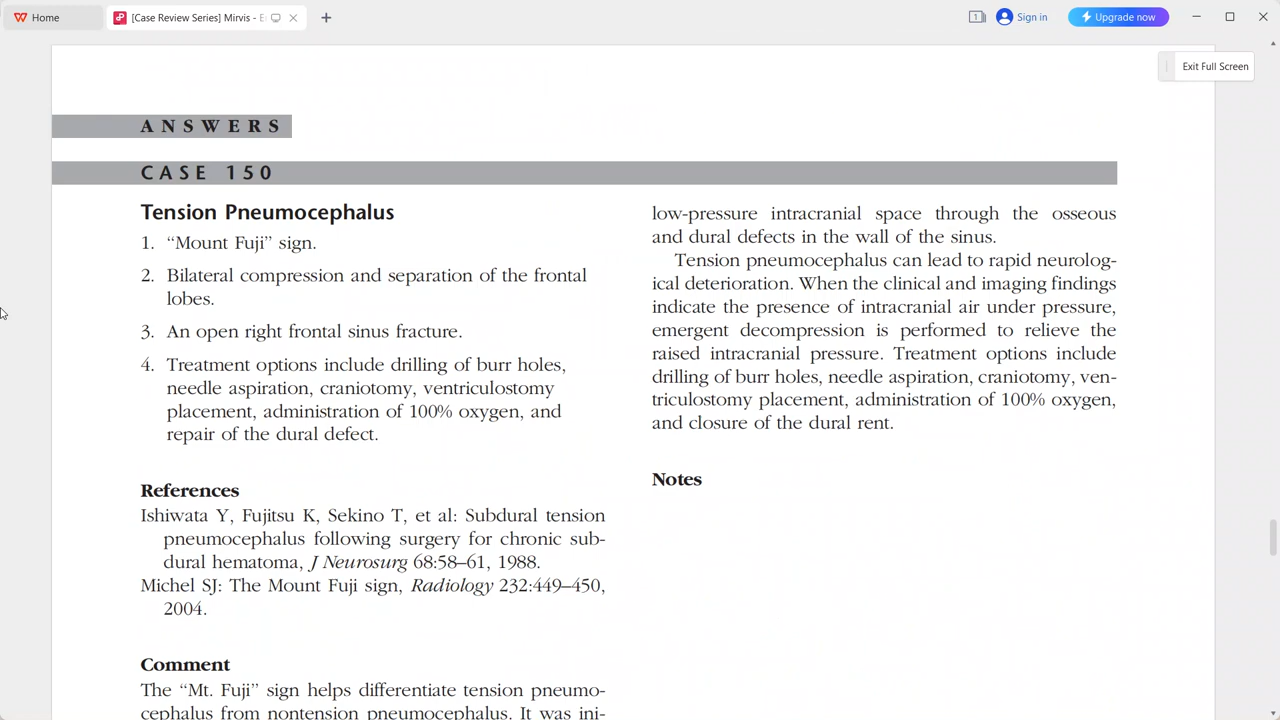 Home
[Case Review Series] Mirvis - E
1
Sign in
Upgrade now
Exit Full Screen
ANSWERS
CASE 150
Tension Pneumocephalus
1. “Mount Fuji” sign.
2. Bilateral compression and separation of the frontal
lobes.
3. An open right frontal sinus fracture.
4. Treatment options include drilling of burr holes,
needle aspiration, craniotomy, ventriculostomy
placement, administration of 100% oxygen, and
repair of the dural defect.
References
Ishiwata Y, Fujitsu K, Sekino T, et al: Subdural tension
pneumocephalus following surgery for chronic sub-
dural hematoma, J Neurosurg 68:58–61, 1988.
Michel SJ: The Mount Fuji sign, Radiology 232:449–450,
2004.
Comment
The “Mt. Fuji” sign helps differentiate tension pneumo-
cephalus from nontension pneumocephalus. It was ini-
low-pressure intracranial space through the osseous
and dural defects in the wall of the sinus.
Tension pneumocephalus can lead to rapid neurolog-
ical deterioration. When the clinical and imaging findings
indicate the presence of intracranial air under pressure,
emergent decompression is performed to relieve the
raised intracranial pressure. Treatment options include
drilling of burr holes, needle aspiration, craniotomy, ven-
triculostomy placement, administration of 100% oxygen,
and closure of the dural rent.
Notes